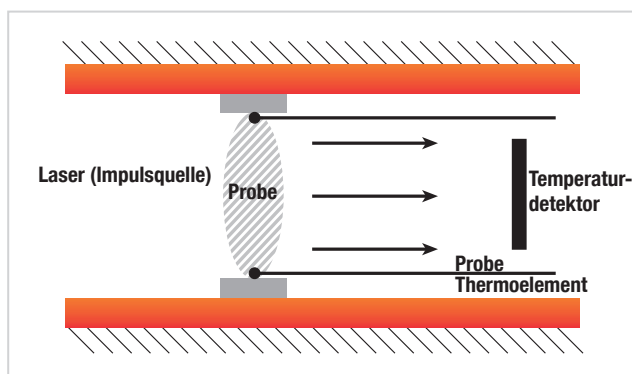 Laser (Impulsquelle)
Probe
Temperatur-
detektor
Probe
Thermoelement